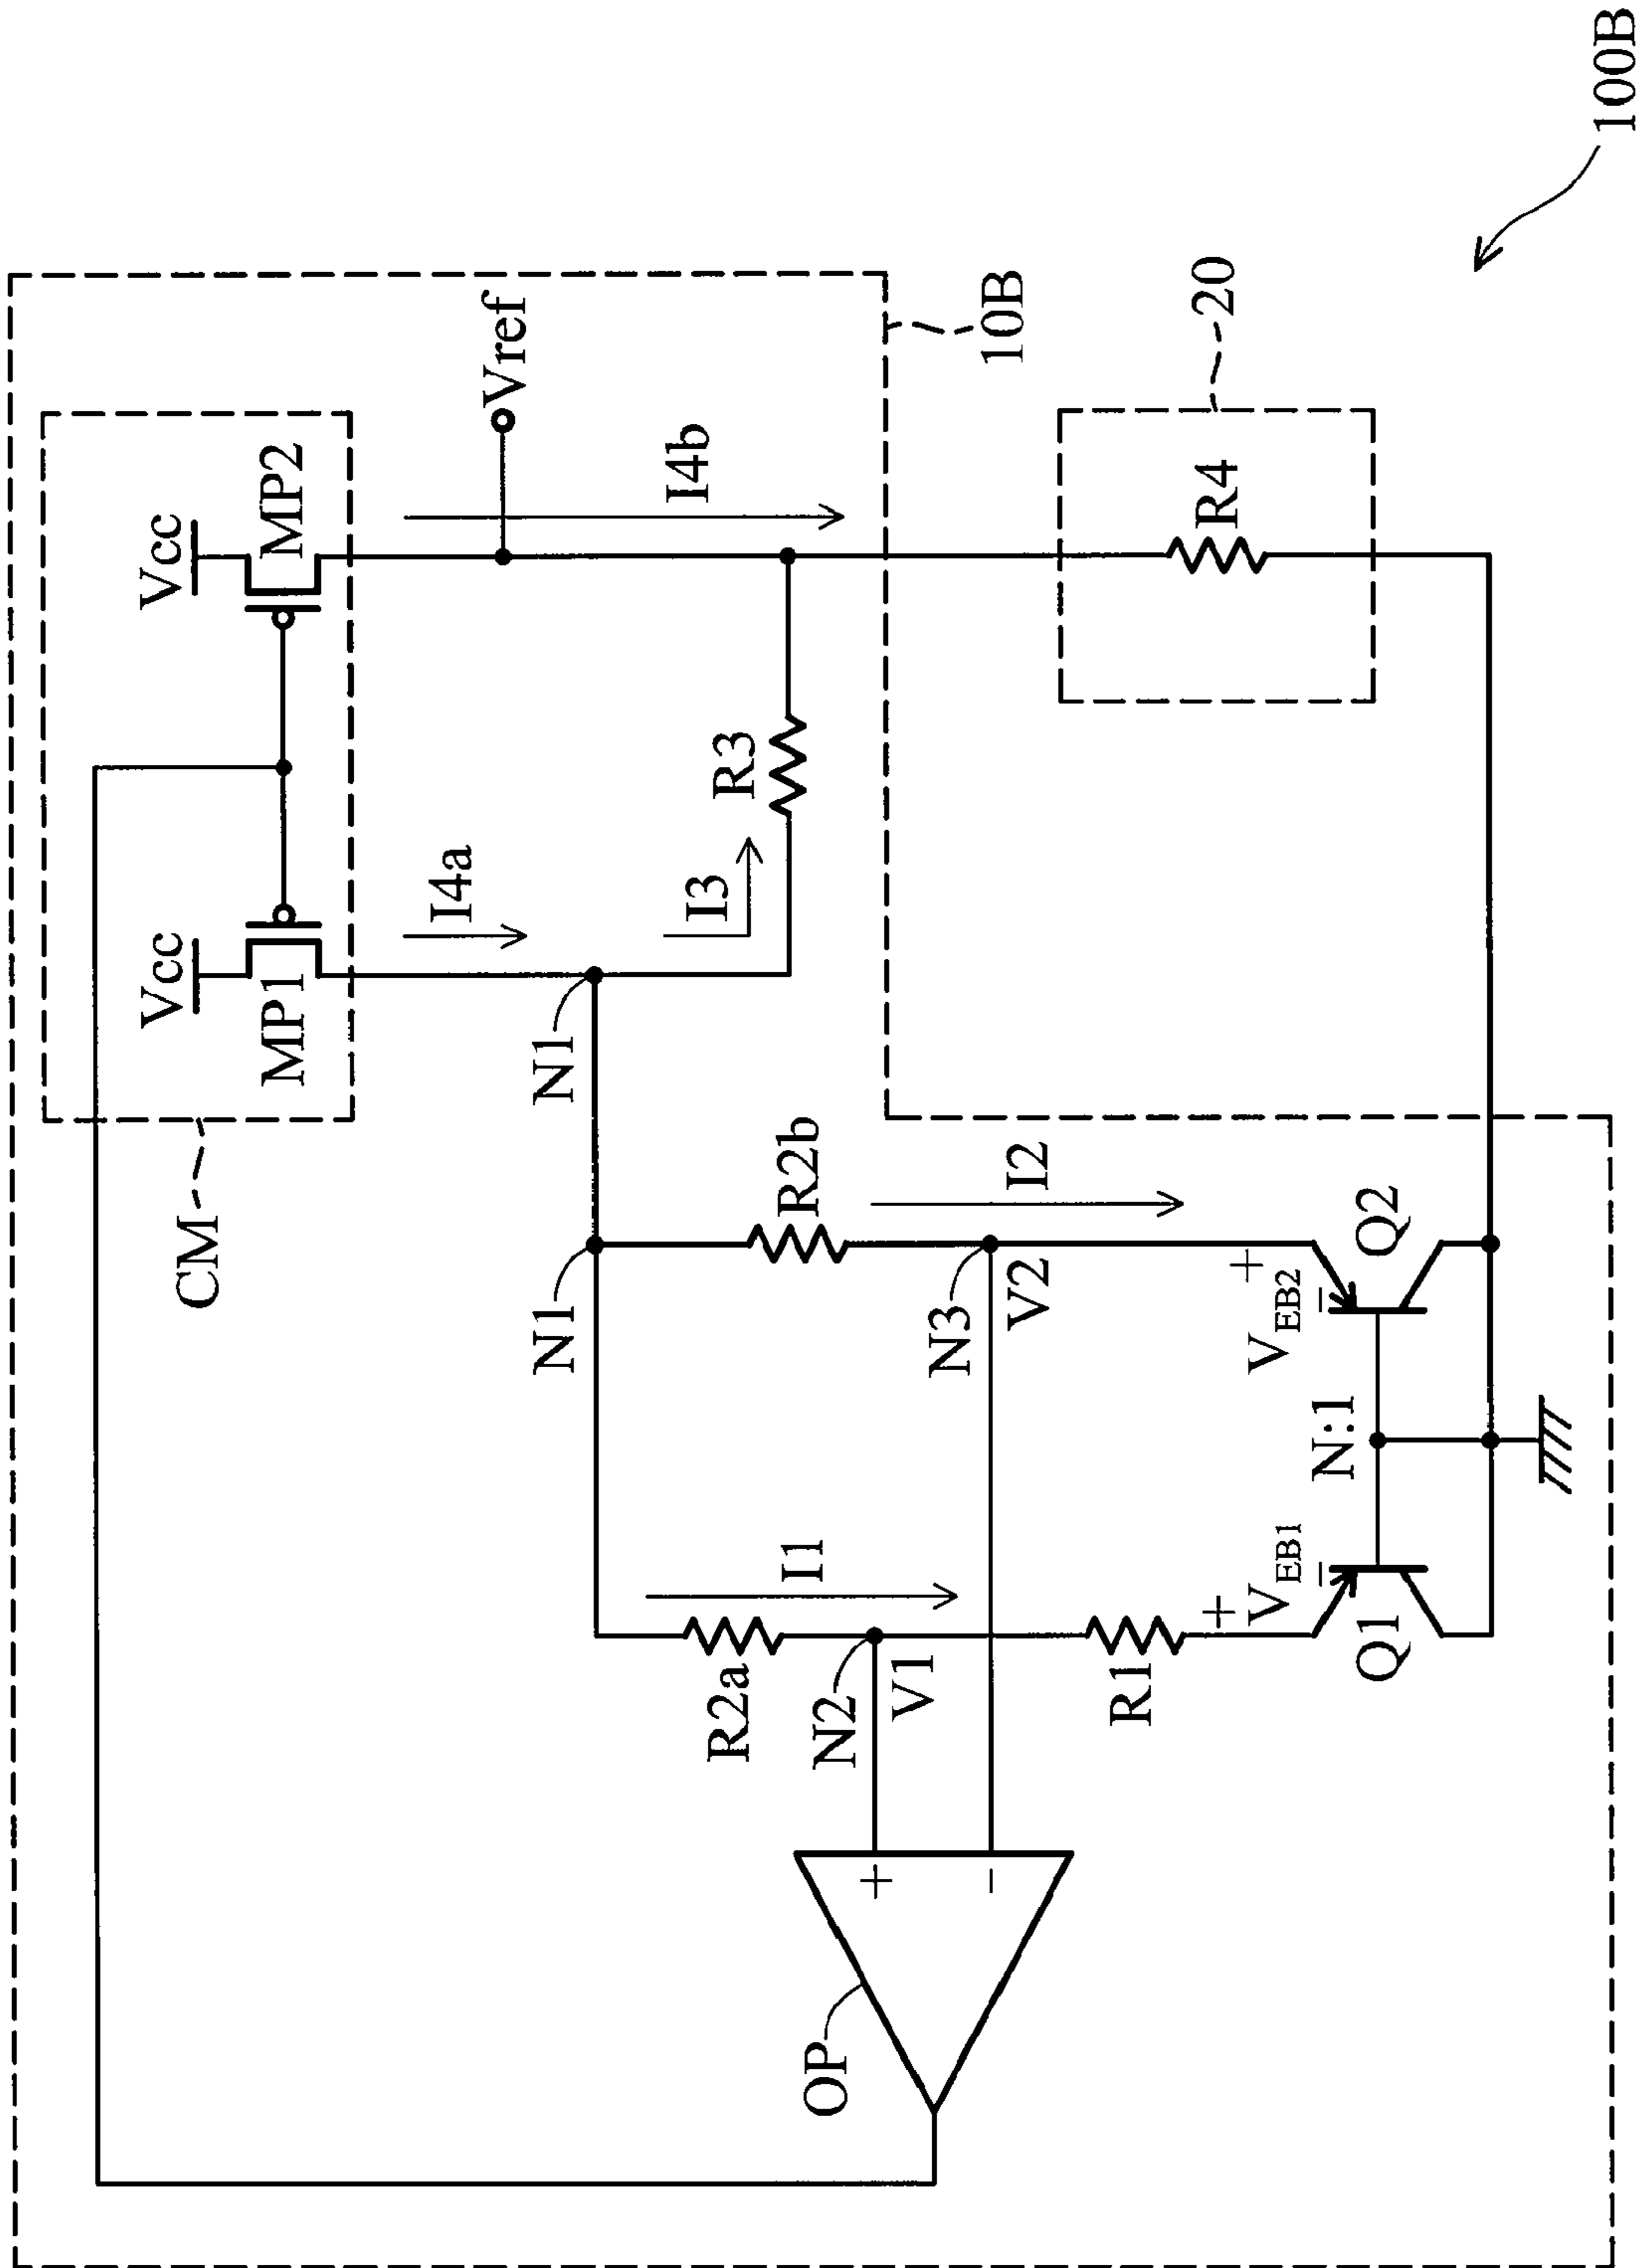 Vcc
Vcc
MP1
MP2
CM
Vref
I4a
I4b
N1
N1
I3
R3
10B
R2a
R2b
I1
I2
N2
V1
N3
V2
OP
+
-
R1
R4
20
+
VEB1
-
+
VEB2
-
N:1
Q1
Q2
100B